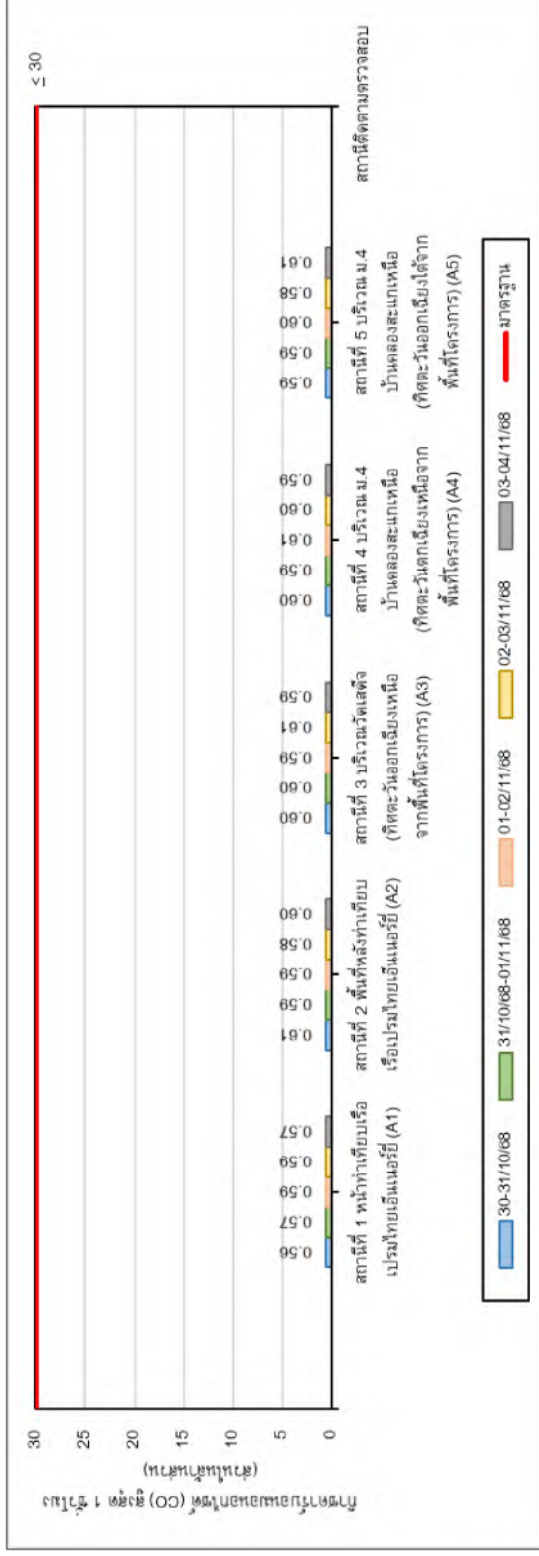 ก๊าซคาร์บอนมอนอกไซด์ (CO) สูงสุด 1 ชั่วโมง
(ส่วนในล้านส่วน)
30
25
20
15
10
5
0
≤ 30
0.56
0.57
0.59
0.59
0.57
0.61
0.59
0.59
0.58
0.60
0.60
0.60
0.59
0.61
0.59
0.60
0.59
0.61
0.60
0.59
0.59
0.59
0.60
0.58
0.61
สถานีที่ 1 หน้าท่าเทียบเรือ
เปรมไทยเอ็นเนอร์ยี่ (A1)
สถานีที่ 2 พื้นที่หลังท่าเทียบ
เรือเปรมไทยเอ็นเนอร์ยี่ (A2)
สถานีที่ 3 บริเวณวัดเสด็จ
(ทิศตะวันออกเฉียงเหนือ
จากพื้นที่โครงการ) (A3)
สถานีที่ 4 บริเวณ ม.4
บ้านคลองสะแกเหนือ
(ทิศตะวันตกเฉียงเหนือจาก
พื้นที่โครงการ) (A4)
สถานีที่ 5 บริเวณ ม.4
บ้านคลองสะแกเหนือ
(ทิศตะวันออกเฉียงใต้จาก
พื้นที่โครงการ) (A5)
สถานีติดตามตรวจสอบ
30-31/10/68
31/10/68-01/11/68
01-02/11/68
02-03/11/68
03-04/11/68
มาตรฐาน